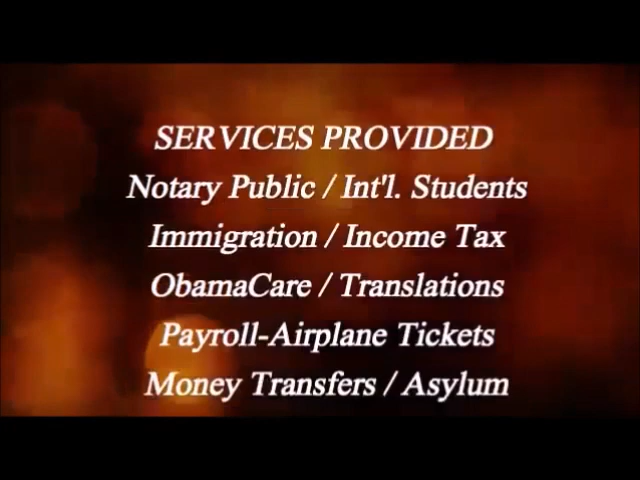 SERVICES PROVIDED
Notary Public / Int'l. Students
Immigration / Income Tax
ObamaCare / Translations
Payroll-Airplane Tickets
Money Transfers / Asylum